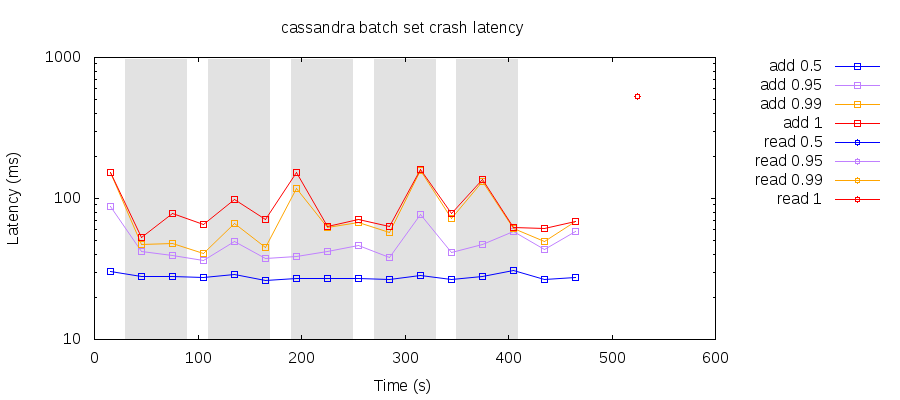 cassandra batch set crash latency
1000
100
10
Latency (ms)
0 100 200 300 400 500 600
Time (s)
add 0.5
add 0.95
add 0.99
add 1
read 0.5
read 0.95
read 0.99
read 1